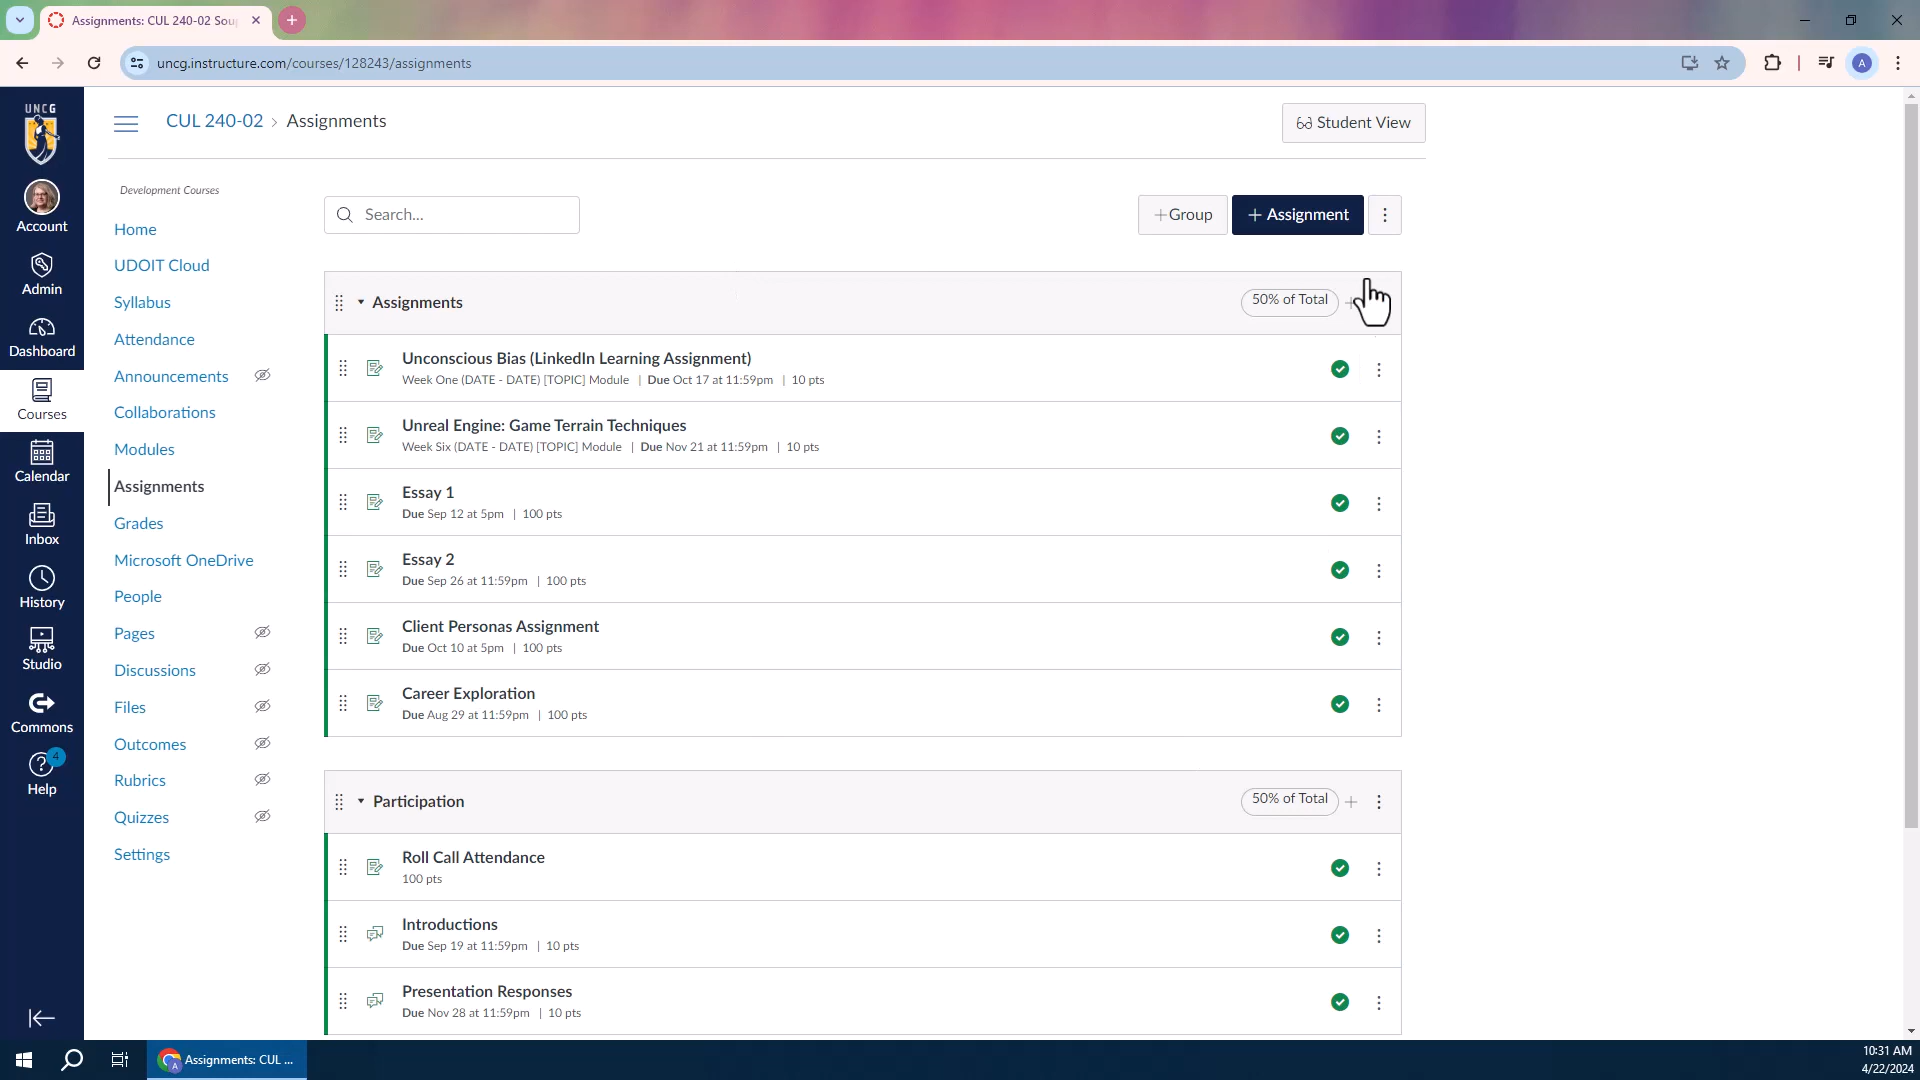 Assignments: CUL 240-02 Sou
uncg.instructure.com/courses/128243/assignments
A
UNCG
Account
Admin
Dashboard
Courses
Calendar
Inbox
History
Studio
Commons
4
Help
CUL 240-02 › Assignments
Student View
Development Courses
Home
UDOIT Cloud
Syllabus
Attendance
Announcements
Collaborations
Modules
Assignments
Grades
Microsoft OneDrive
People
Pages
Discussions
Files
Outcomes
Rubrics
Quizzes
Settings
Search...
+Group
+ Assignment
Assignments
50% of Total
Unconscious Bias (LinkedIn Learning Assignment)
Week One (DATE - DATE) [TOPIC] Module | Due Oct 17 at 11:59pm | 10 pts
Unreal Engine: Game Terrain Techniques
Week Six (DATE - DATE) [TOPIC] Module | Due Nov 21 at 11:59pm | 10 pts
Essay 1
Due Sep 12 at 5pm | 100 pts
Essay 2
Due Sep 26 at 11:59pm | 100 pts
Client Personas Assignment
Due Oct 10 at 5pm | 100 pts
Career Exploration
Due Aug 29 at 11:59pm | 100 pts
Participation
50% of Total
Roll Call Attendance
100 pts
Introductions
Due Sep 19 at 11:59pm | 10 pts
Presentation Responses
Due Nov 28 at 11:59pm | 10 pts
A
Assignments: CUL ...
10:31 AM
4/22/2024